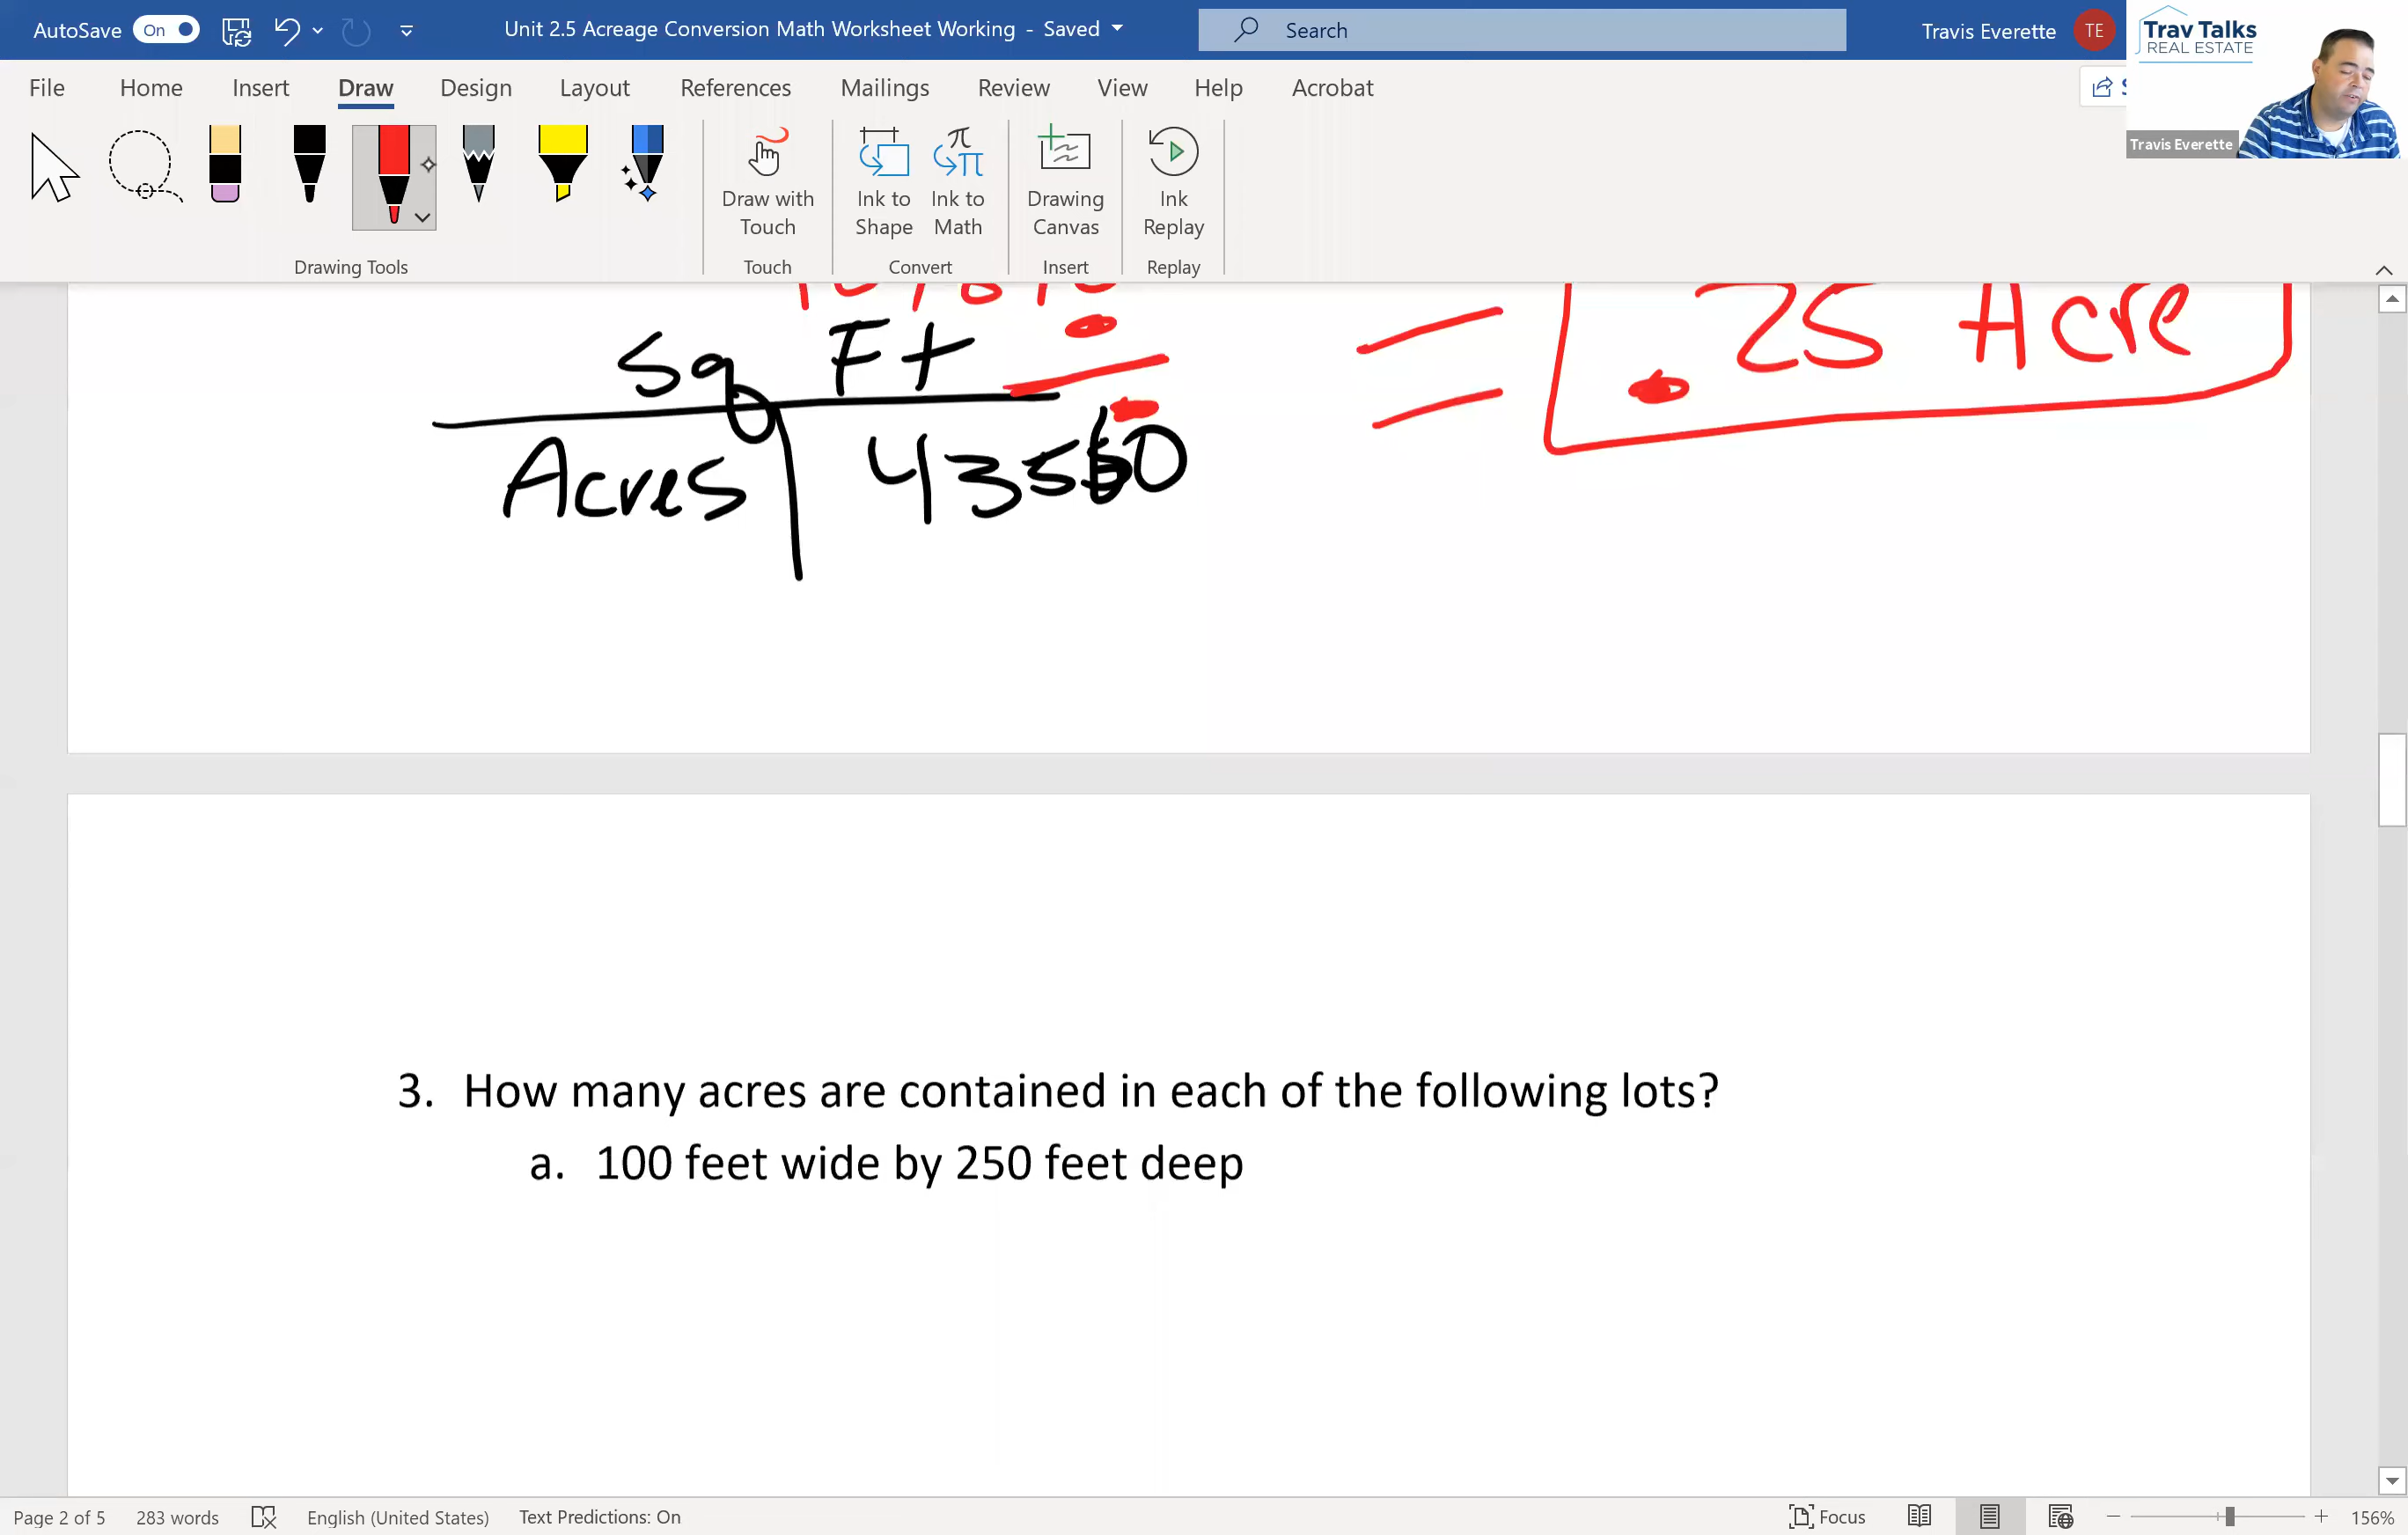 AutoSave On Unit 2.5 Acreage Conversion Math Worksheet Working - Saved Search Travis Everette TE
Trav Talks
REAL ESTATE
Travis Everette
File Home Insert Draw Design Layout References Mailings Review View Help Acrobat
Draw with Touch
Ink to Shape
Ink to Math
Drawing Canvas
Ink Replay
Drawing Tools Touch Convert Insert Replay
Sq Ft
= .25 Acre
Acres 43560
3. How many acres are contained in each of the following lots?
a. 100 feet wide by 250 feet deep
Page 2 of 5 283 words English (United States) Text Predictions: On Focus 156%